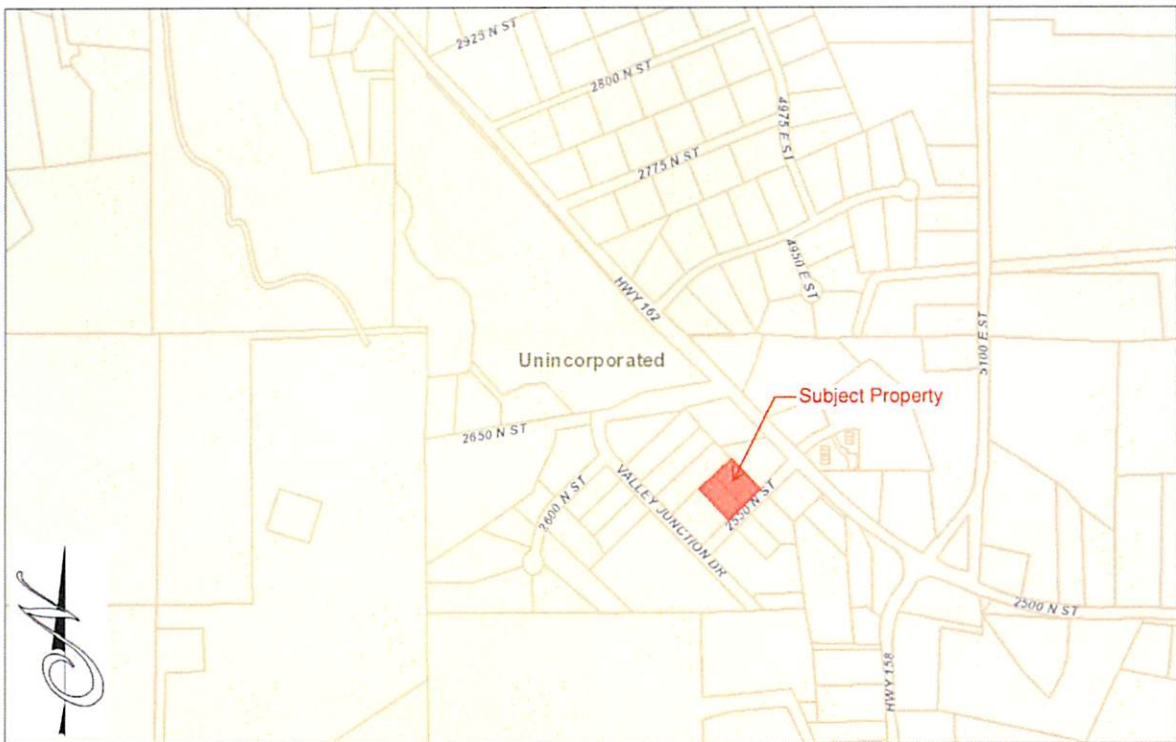 2925 N ST
2800 N ST
4975 E ST
2775 N ST
4950 E ST
HWY 162
5100 E ST
Unincorporated
Subject Property
2650 N ST
VALLEY JUNCTION DR
2600 N ST
2550 N ST
2500 N ST
HWY 158
N